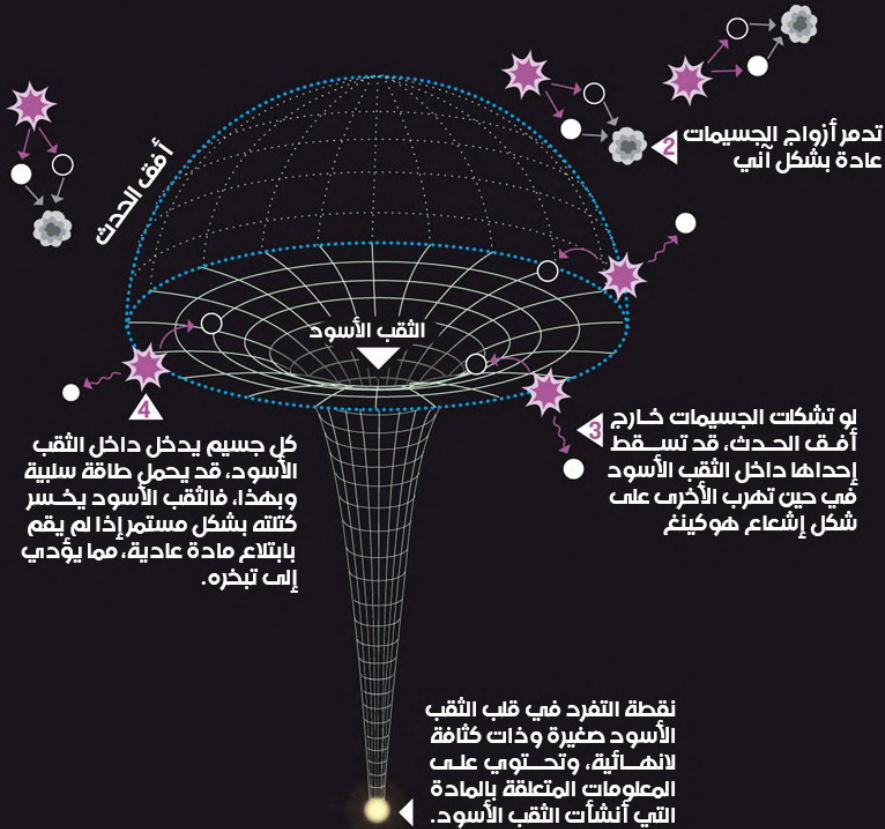 تدمر أزواج الجسيمات
2
عادة بشكل آني
أفق الحدث
الثقب الأسود
لو تشكلت الجسيمات خارج
3
أفق الحدث، قد تسقط
إحداها داخل الثقب الأسود
في حين تهرب الأخرى على
شكل إشعاع هوكينغ
4
كل جسيم يدخل داخل الثقب
الأسود، قد يحمل طاقة سلبية
وبهذا، فالثقب الأسود يخسر
كتلته بشكل مستمر إذا لم يقم
بابتلاع مادة عادية، مما يؤدي
إلى تبخره.
نقطة التفرد في قلب الثقب
الأسود صغيرة وذات كثافة
لانهائية، وتحتوي على
المعلومات المتعلقة بالمادة
التي أنشأت الثقب الأسود.